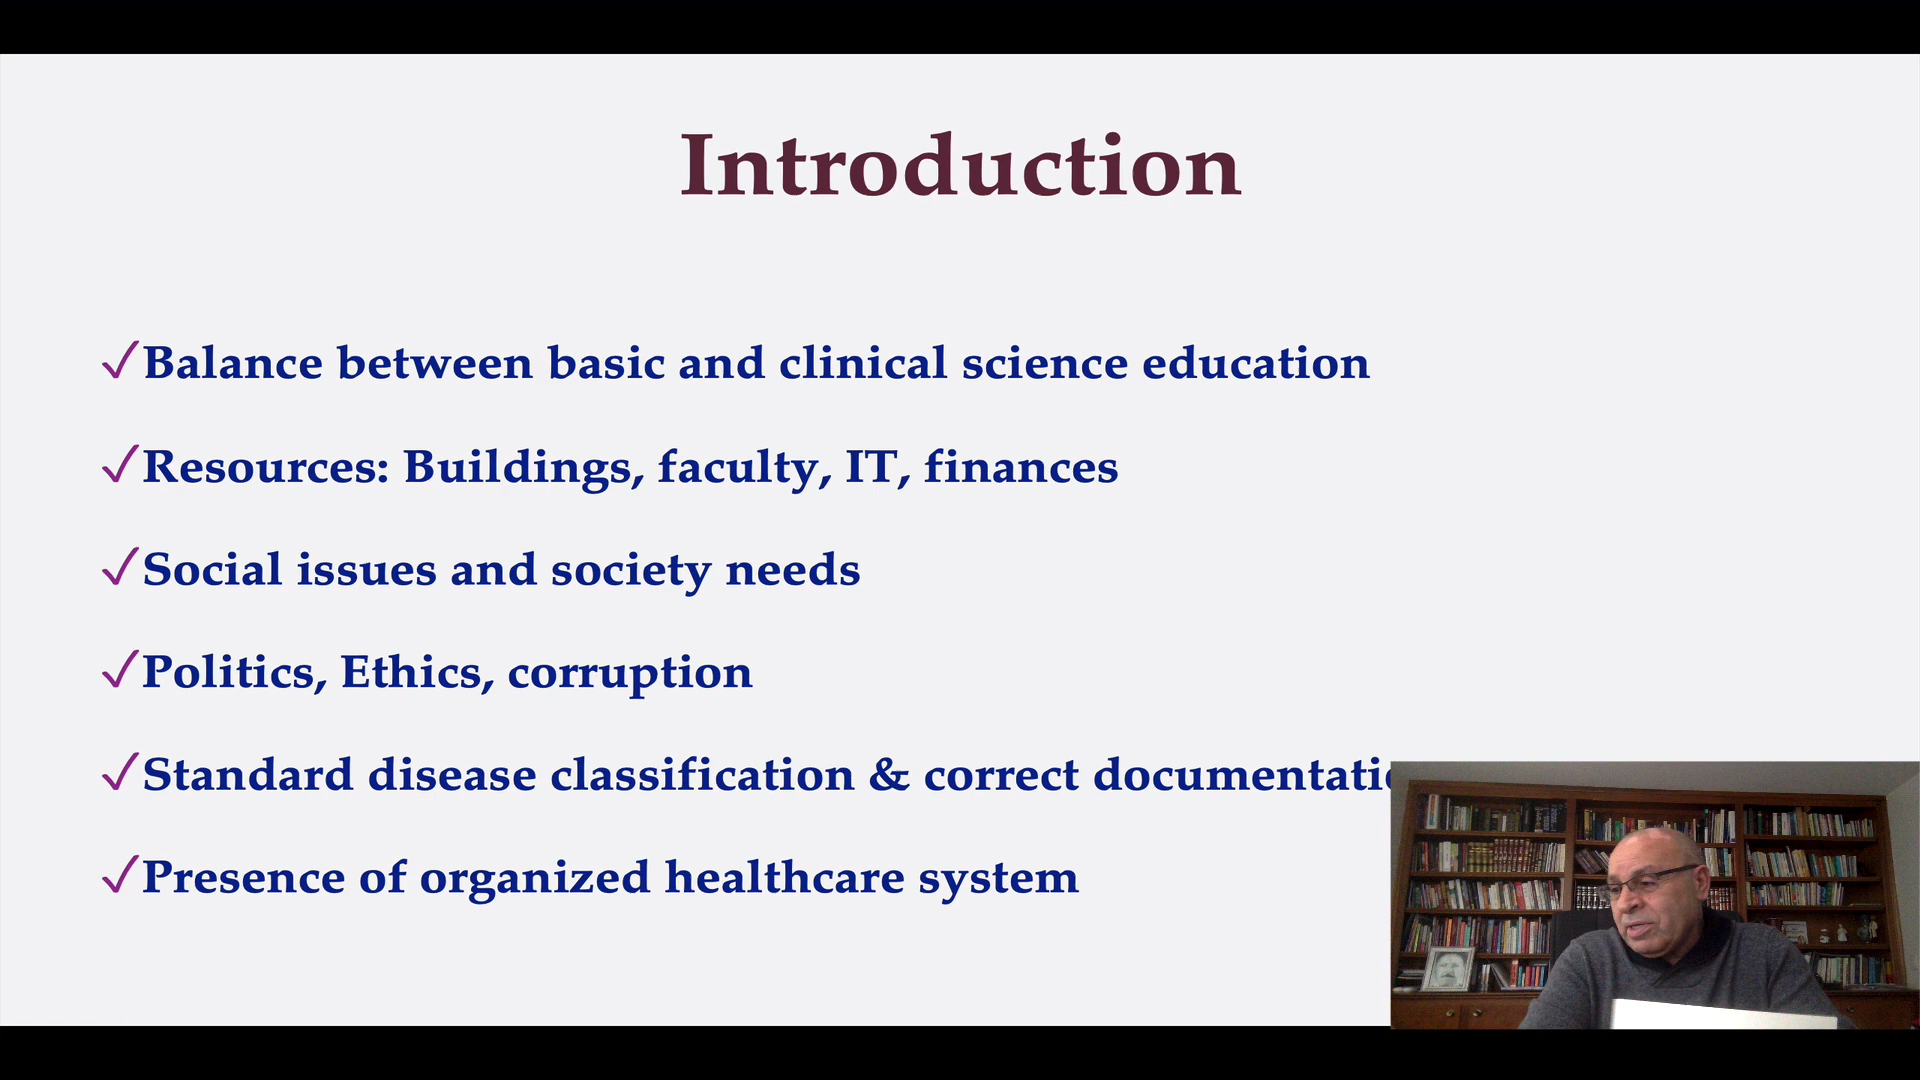 Introduction
✓Balance between basic and clinical science education
✓Resources: Buildings, faculty, IT, finances
✓Social issues and society needs
✓Politics, Ethics, corruption
✓Standard disease classification & correct
✓Presence of organized healthcare system